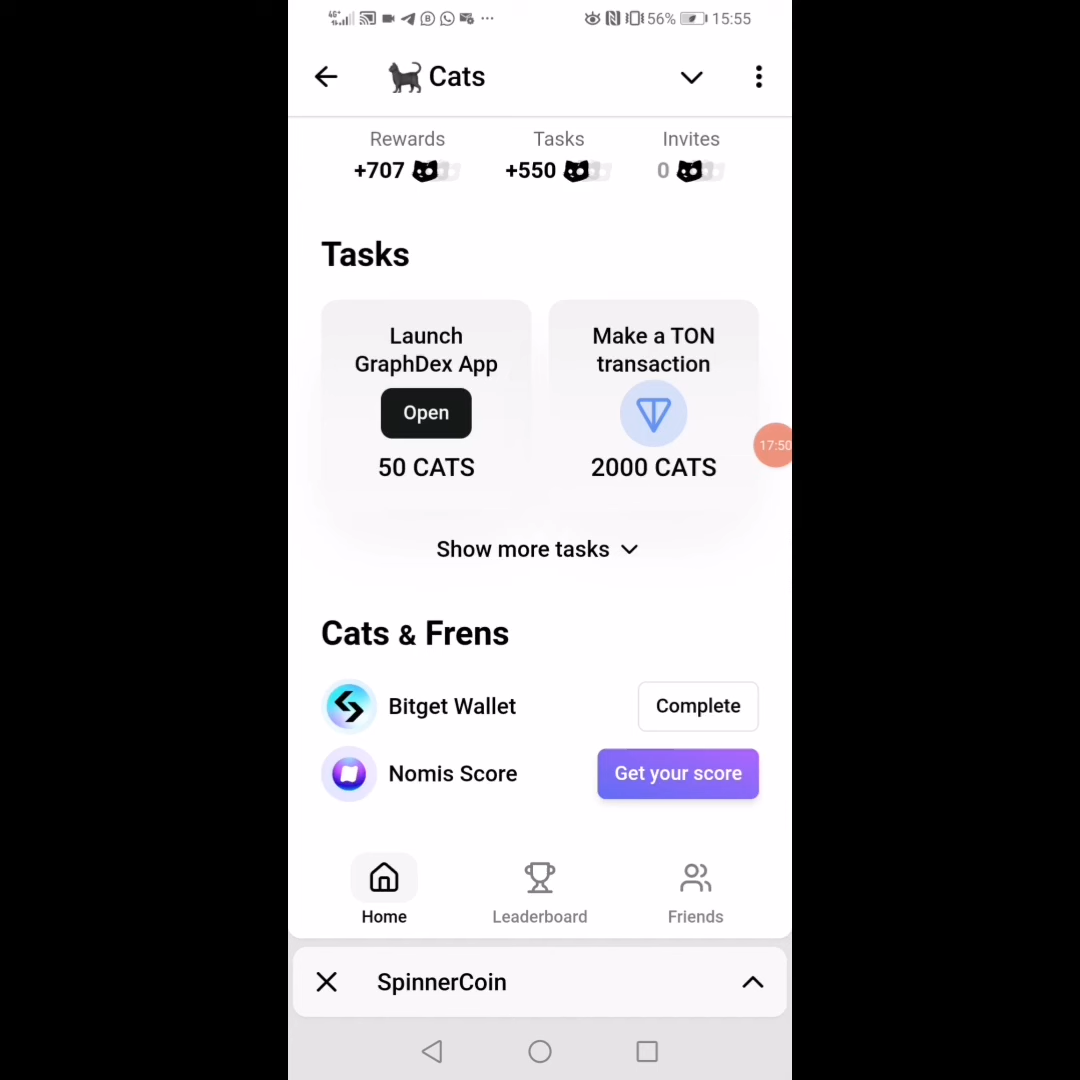 4G+ 56% 15:55
Cats
Rewards Tasks Invites
+707 +550 0
Tasks
Launch
GraphDex App
Open
50 CATS
Make a TON
transaction
2000 CATS
17:50
Show more tasks
Cats & Frens
Bitget Wallet Complete
Nomis Score Get your score
Home Leaderboard Friends
SpinnerCoin